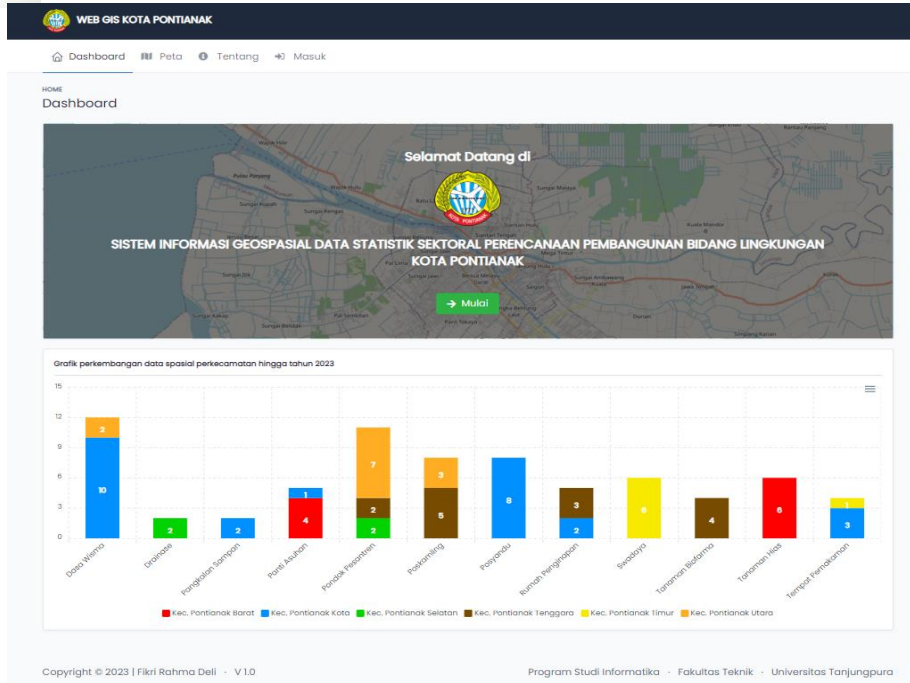 WEB GIS KOTA PONTIANAK
Dashboard Peta Tentang Masuk
HOME
Dashboard
Selamat Datang di
KOTA PONTIANAK
SISTEM INFORMASI GEOSPASIAL DATA STATISTIK SEKTORAL PERENCANAAN PEMBANGUNAN BIDANG LINGKUNGAN
KOTA PONTIANAK
→ Mulai
Grafik perkembangan data spasial perkecamatan hingga tahun 2023
15
12
9
6
3
0
2
10
2
2
1
4
7
2
2
3
5
8
3
2
6
4
6
1
3
Dasa Wisma
Drainase
Pangkalan Sampan
Panti Asuhan
Pondok Pesantren
Poskamling
Posyandu
Rumah Penginapan
Swadaya
Tanaman Biofarma
Tanaman Hias
Tempat Pemakaman
Kec. Pontianak Barat Kec. Pontianak Kota Kec. Pontianak Selatan Kec. Pontianak Tenggara Kec. Pontianak Timur Kec. Pontianak Utara
Copyright © 2023 | Fikri Rahma Deli - V 1.0
Program Studi Informatika - Fakultas Teknik - Universitas Tanjungpura